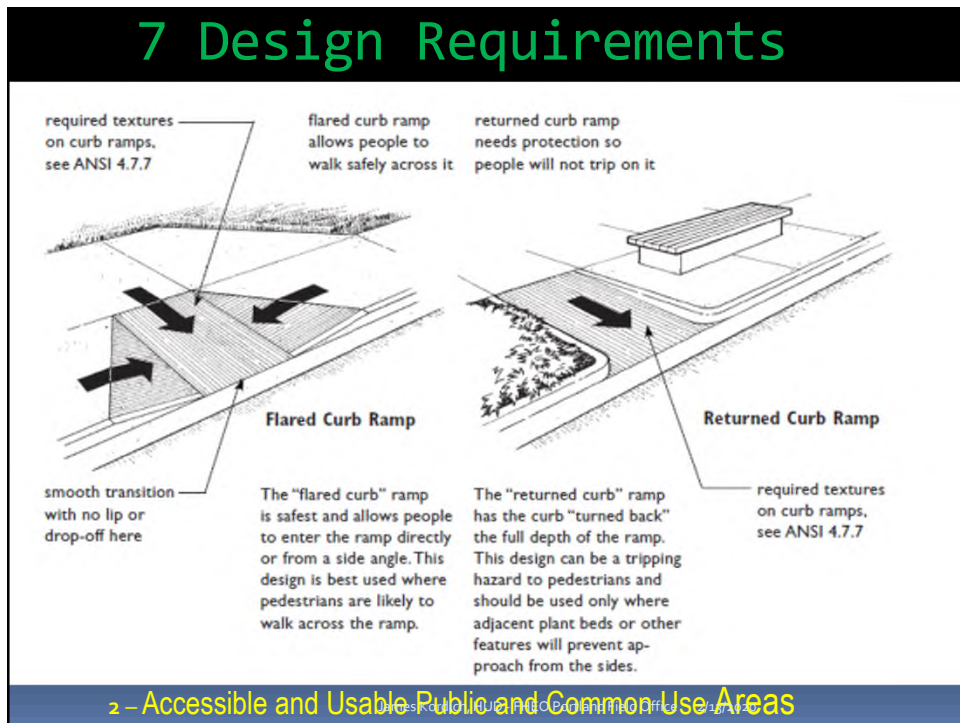 7 Design Requirements
required textures
on curb ramps,
see ANSI 4.7.7
flared curb ramp
allows people to
walk safely across it
returned curb ramp
needs protection so
people will not trip on it
Flared Curb Ramp
Returned Curb Ramp
smooth transition
with no lip or
drop-off here
The “flared curb” ramp
is safest and allows people
to enter the ramp directly
or from a side angle. This
design is best used where
pedestrians are likely to
walk across the ramp.
The “returned curb” ramp
has the curb “turned back”
the full depth of the ramp.
This design can be a tripping
hazard to pedestrians and
should be used only where
adjacent plant beds or other
features will prevent ap-
proach from the sides.
required textures
on curb ramps,
see ANSI 4.7.7
2 – Accessible and Usable Public and Common Use Areas
James Kordich, HUD, FHEO Portland Field Office